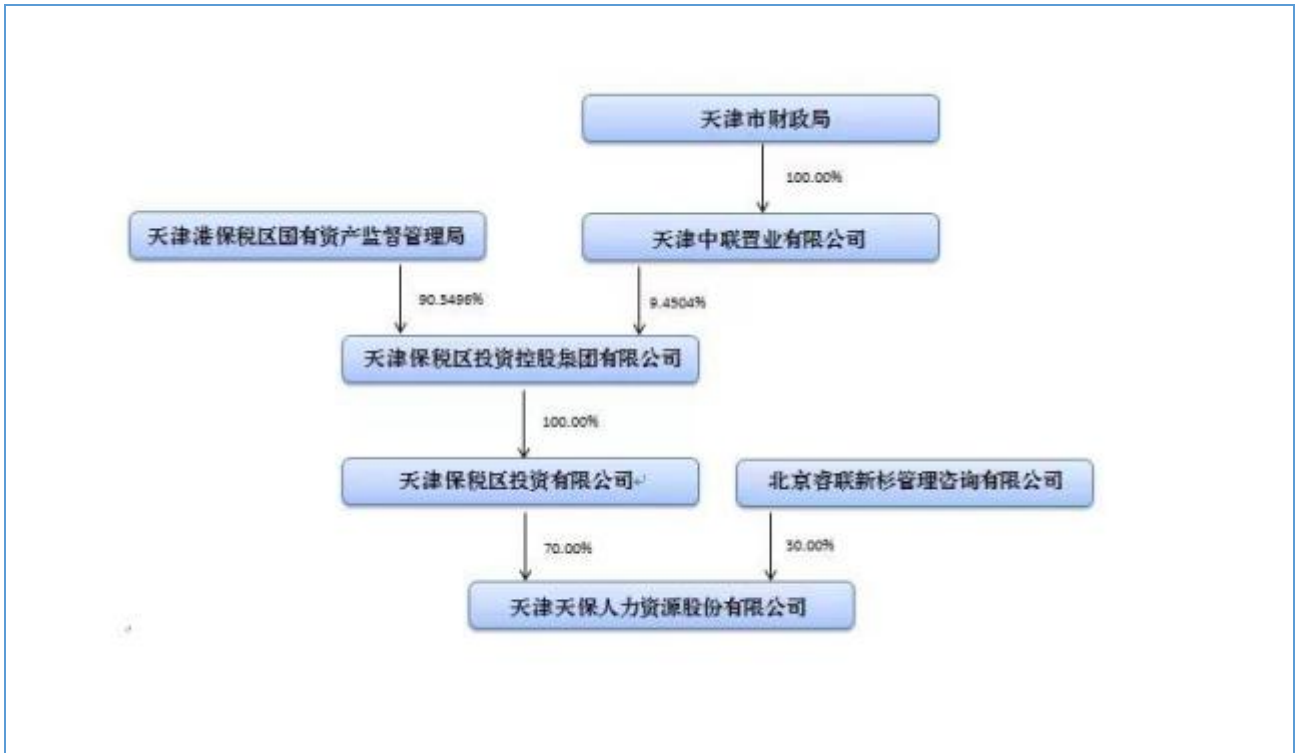 天津市财政局
100.00%
天津港保税区国有资产监督管理局
天津中联置业有限公司
90.5496%
9.4504%
天津保税区投资控股集团有限公司
100.00%
天津保税区投资有限公司
北京睿联新杉管理咨询有限公司
70.00%
30.00%
天津天保人力资源股份有限公司